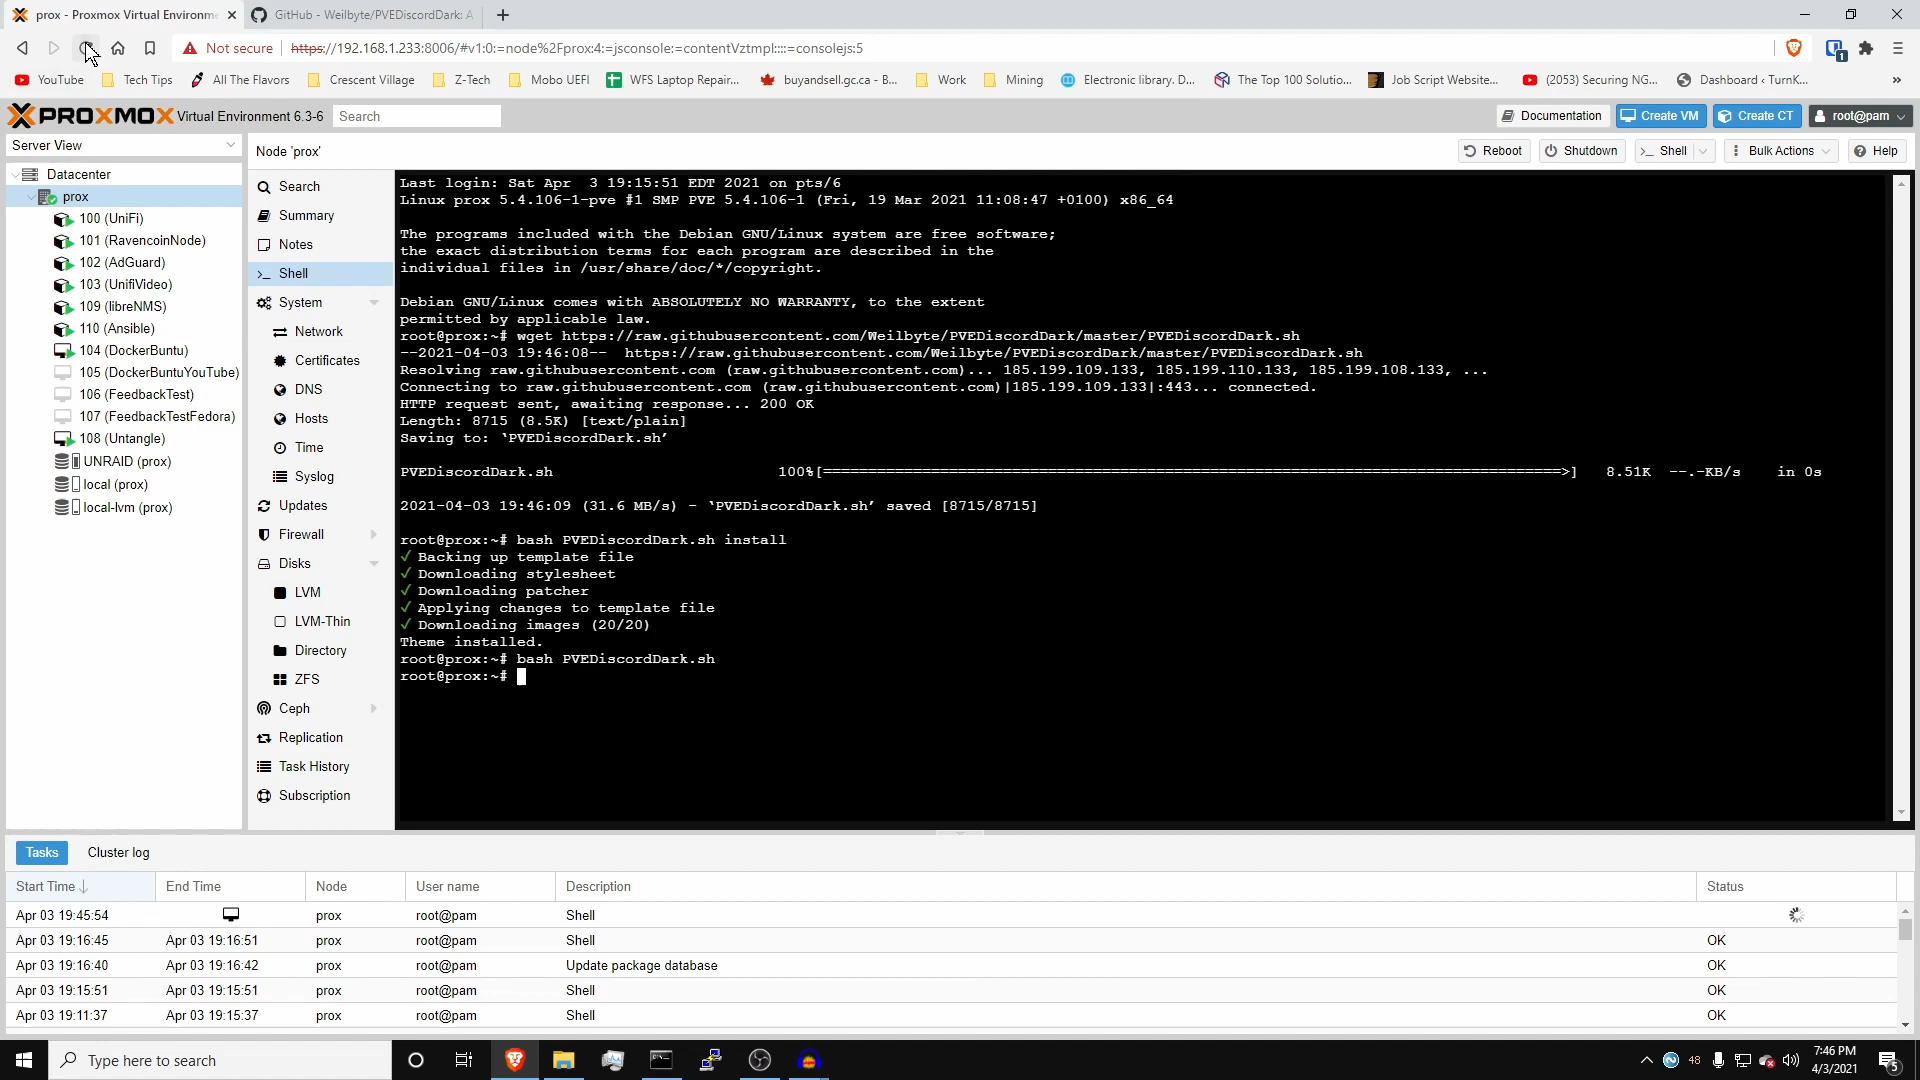 prox - Proxmox Virtual Environme
GitHub - Weilbyte/PVEDiscordDark: A
Not secure
https://192.168.1.233:8006/#v1:0:=node%2Fprox:4:=jsconsole:=contentVztmpl::::=consolejs:5
1
YouTube
Tech Tips
All The Flavors
Crescent Village
Z-Tech
Mobo UEFI
WFS Laptop Repair...
buyandsell.gc.ca - B...
Work
Mining
Electronic library. D...
The Top 100 Solutio...
Job Script Website...
(2053) Securing NG...
Dashboard ‹ TurnK...
»
PROXMOX
Virtual Environment 6.3-6
Search
Documentation
Create VM
Create CT
root@pam
Server View
Node 'prox'
Reboot
Shutdown
Shell
Bulk Actions
Help
Datacenter
prox
100 (UniFi)
101 (RavencoinNode)
102 (AdGuard)
103 (UnifiVideo)
109 (libreNMS)
110 (Ansible)
104 (DockerBuntu)
105 (DockerBuntuYouTube)
106 (FeedbackTest)
107 (FeedbackTestFedora)
108 (Untangle)
UNRAID (prox)
local (prox)
local-lvm (prox)
Search
Summary
Notes
Shell
System
Network
Certificates
DNS
Hosts
Time
Syslog
Updates
Firewall
Disks
LVM
LVM-Thin
Directory
ZFS
Ceph
Replication
Task History
Subscription
Last login: Sat Apr  3 19:15:51 EDT 2021 on pts/6
Linux prox 5.4.106-1-pve #1 SMP PVE 5.4.106-1 (Fri, 19 Mar 2021 11:08:47 +0100) x86_64
The programs included with the Debian GNU/Linux system are free software;
the exact distribution terms for each program are described in the
individual files in /usr/share/doc/*/copyright.
Debian GNU/Linux comes with ABSOLUTELY NO WARRANTY, to the extent
permitted by applicable law.
root@prox:~# wget https://raw.githubusercontent.com/Weilbyte/PVEDiscordDark/master/PVEDiscordDark.sh
--2021-04-03 19:46:08--  https://raw.githubusercontent.com/Weilbyte/PVEDiscordDark/master/PVEDiscordDark.sh
Resolving raw.githubusercontent.com (raw.githubusercontent.com)... 185.199.109.133, 185.199.110.133, 185.199.108.133, ...
Connecting to raw.githubusercontent.com (raw.githubusercontent.com)|185.199.109.133|:443... connected.
HTTP request sent, awaiting response... 200 OK
Length: 8715 (8.5K) [text/plain]
Saving to: ‘PVEDiscordDark.sh’
PVEDiscordDark.sh 100%[==================================================================================>] 8.51K --.-KB/s in 0s
2021-04-03 19:46:09 (31.6 MB/s) - ‘PVEDiscordDark.sh’ saved [8715/8715]
root@prox:~# bash PVEDiscordDark.sh install
✓ Backing up template file
✓ Downloading stylesheet
✓ Downloading patcher
✓ Applying changes to template file
✓ Downloading images (20/20)
Theme installed.
root@prox:~# bash PVEDiscordDark.sh
root@prox:~#
Tasks
Cluster log
Start Time
End Time
Node
User name
Description
Status
Apr 03 19:45:54 prox root@pam Shell
Apr 03 19:16:45 Apr 03 19:16:51 prox root@pam Shell OK
Apr 03 19:16:40 Apr 03 19:16:42 prox root@pam Update package database OK
Apr 03 19:15:51 Apr 03 19:15:51 prox root@pam Shell OK
Apr 03 19:11:37 Apr 03 19:15:37 prox root@pam Shell OK
Type here to search
48
7:46 PM
4/3/2021
5